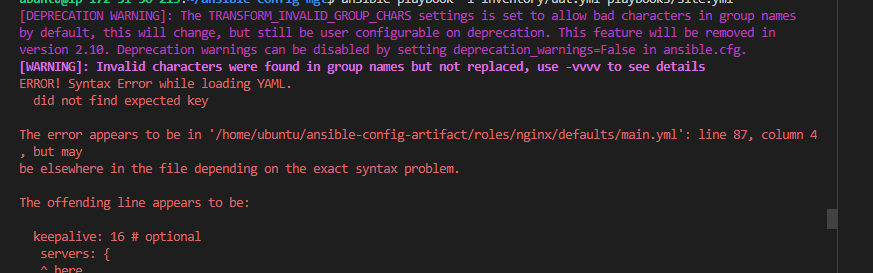 ubuntu@ip-172-31-90-215:~/ansible-config-mgt$ ansible-playbook -i inventory/uat.yml playbooks/site.yml
[DEPRECATION WARNING]: The TRANSFORM_INVALID_GROUP_CHARS settings is set to allow bad characters in group names
by default, this will change, but still be user configurable on deprecation. This feature will be removed in
version 2.10. Deprecation warnings can be disabled by setting deprecation_warnings=False in ansible.cfg.
[WARNING]: Invalid characters were found in group names but not replaced, use -vvvv to see details
ERROR! Syntax Error while loading YAML.
did not find expected key
The error appears to be in '/home/ubuntu/ansible-config-artifact/roles/nginx/defaults/main.yml': line 87, column 4
, but may
be elsewhere in the file depending on the exact syntax problem.
The offending line appears to be:
keepalive: 16 # optional
servers: {
^ here